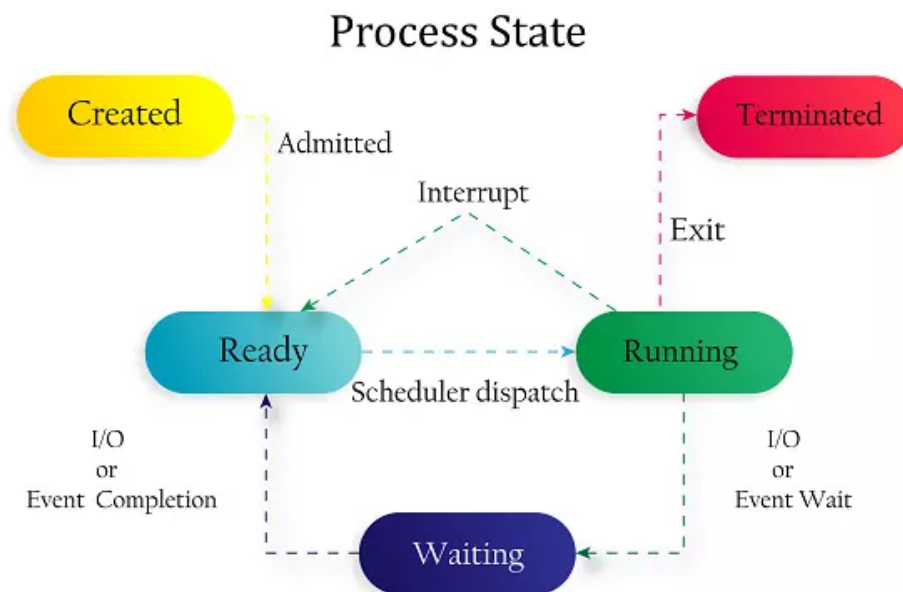 Process State
Created
Terminated
Admitted
Interrupt
Exit
Ready
Running
Scheduler dispatch
I/O
or
Event Completion
I/O
or
Event Wait
Waiting